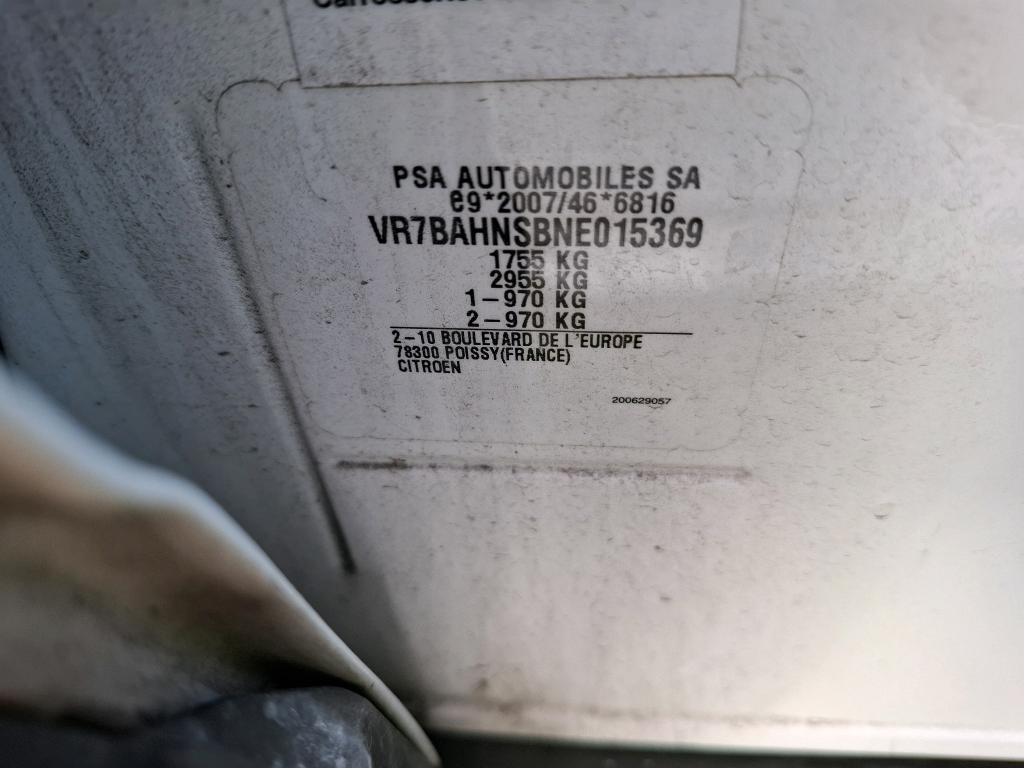 PSA AUTOMOBILES SA
e9*2007/46*6816
VR7BAHNSBNE015369
1755 KG
2955 KG
1-970 KG
2-970 KG
2-10 BOULEVARD DE L'EUROPE
78300 POISSY(FRANCE)
CITROEN
200629057